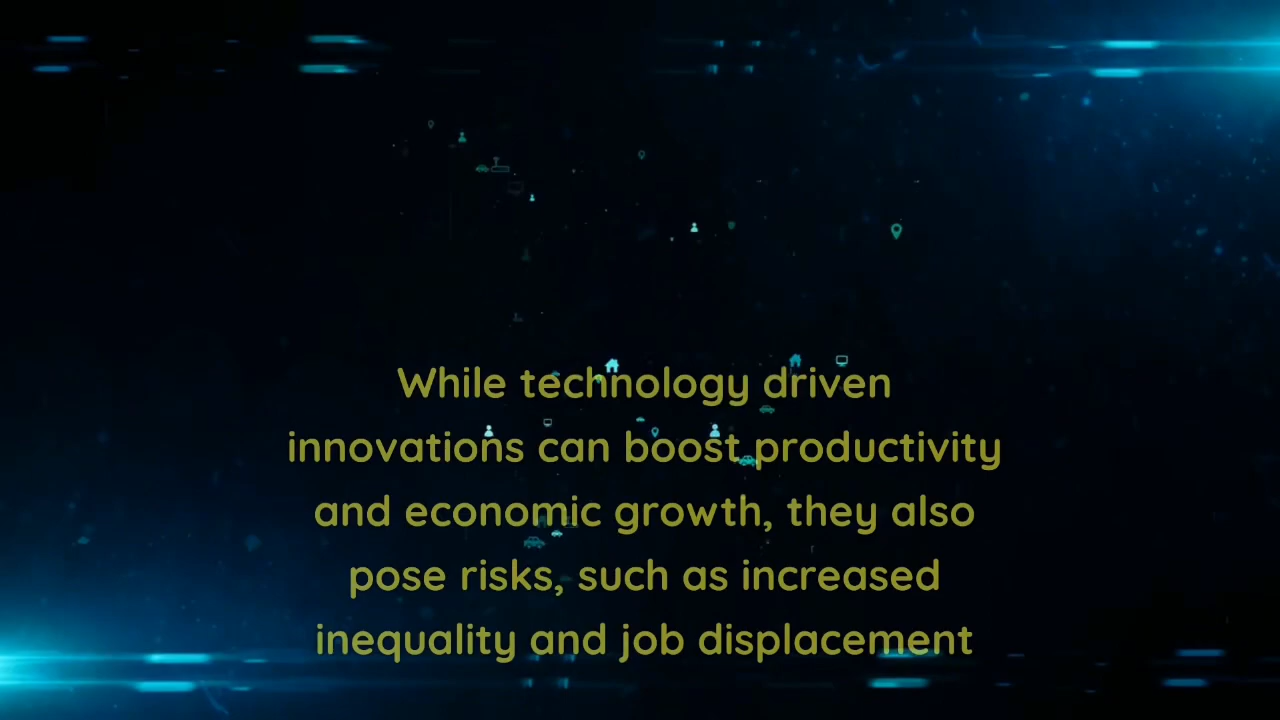 While technology driven
innovations can boost productivity
and economic growth, they also
pose risks, such as increased
inequality and job displacement